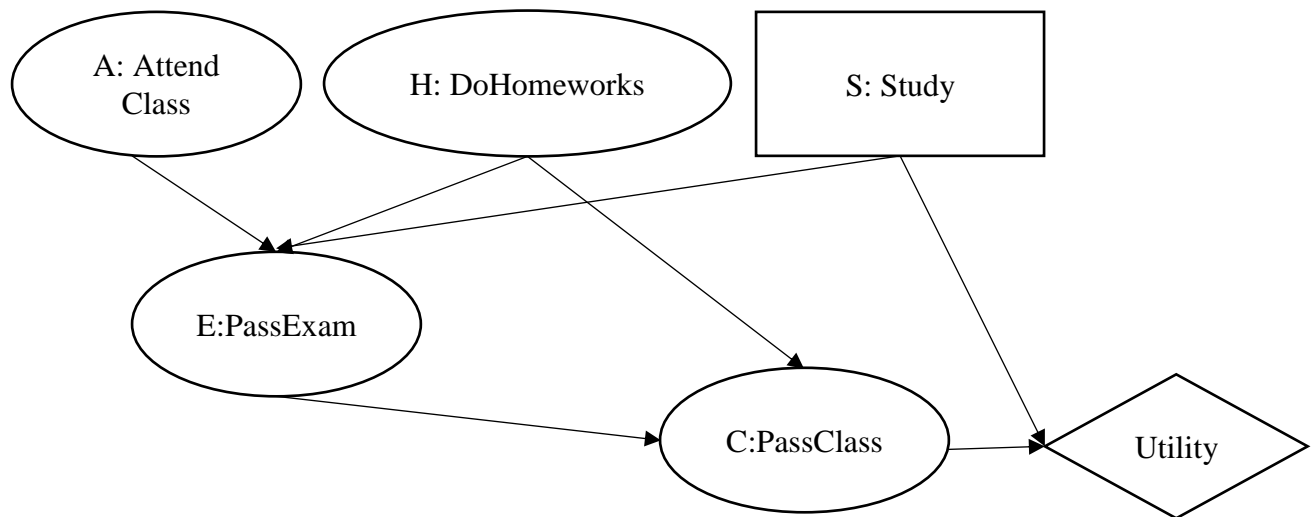 A: Attend
Class
H: DoHomeworks
S: Study
E:PassExam
C:PassClass
Utility